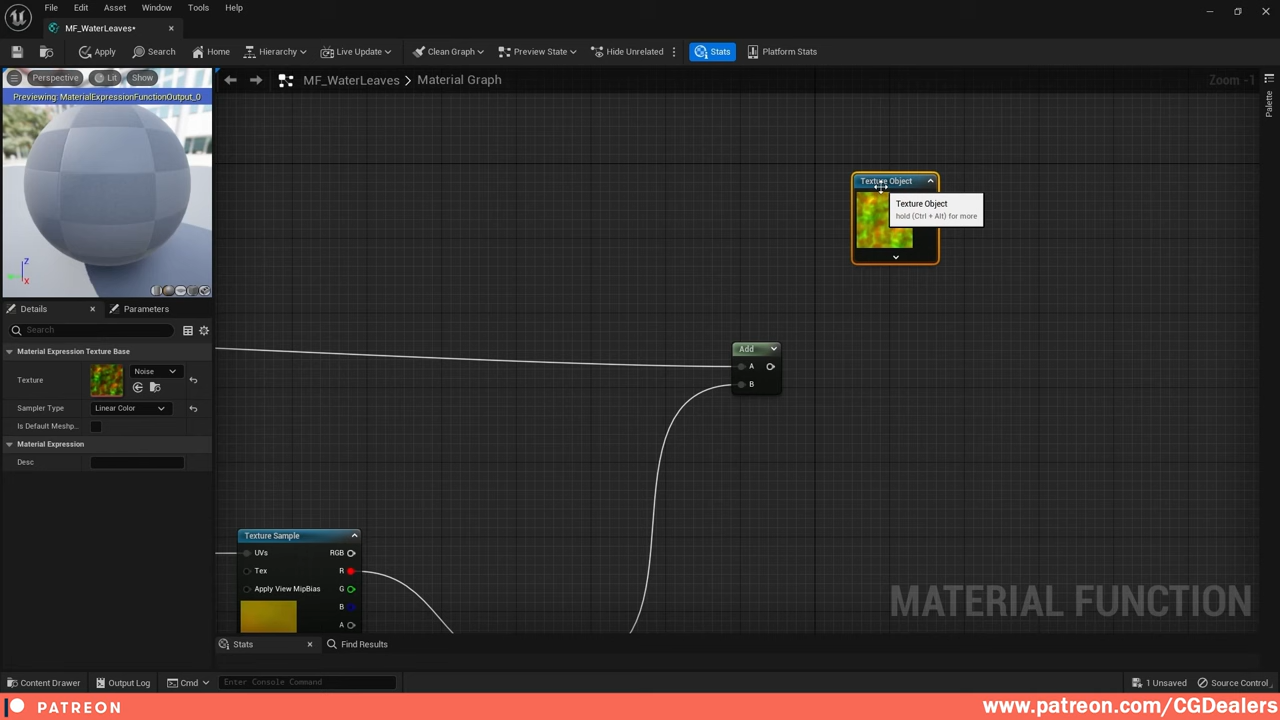 File Edit Asset Window Tools Help
MF_WaterLeaves•
Apply Search Home Hierarchy Live Update Clean Graph Preview State Hide Unrelated Stats Platform Stats
Perspective Lit Show
MF_WaterLeaves > Material Graph
Zoom -1
Palette
Previewing: MaterialExpressionFunctionOutput_0
Z
X
Texture Object
Texture Object
hold (Ctrl + Alt) for more
Details Parameters
Search
Material Expression Texture Base
Texture Noise
Sampler Type Linear Color
Is Default Meshp...
Material Expression
Desc
Add
A
B
Texture Sample
UVs RGB
Tex R
Apply View MipBias G
B
A
MATERIAL FUNCTION
Stats Find Results
Content Drawer Output Log Cmd Enter Console Command 1 Unsaved Source Control
PATREON www.patreon.com/CGDealers